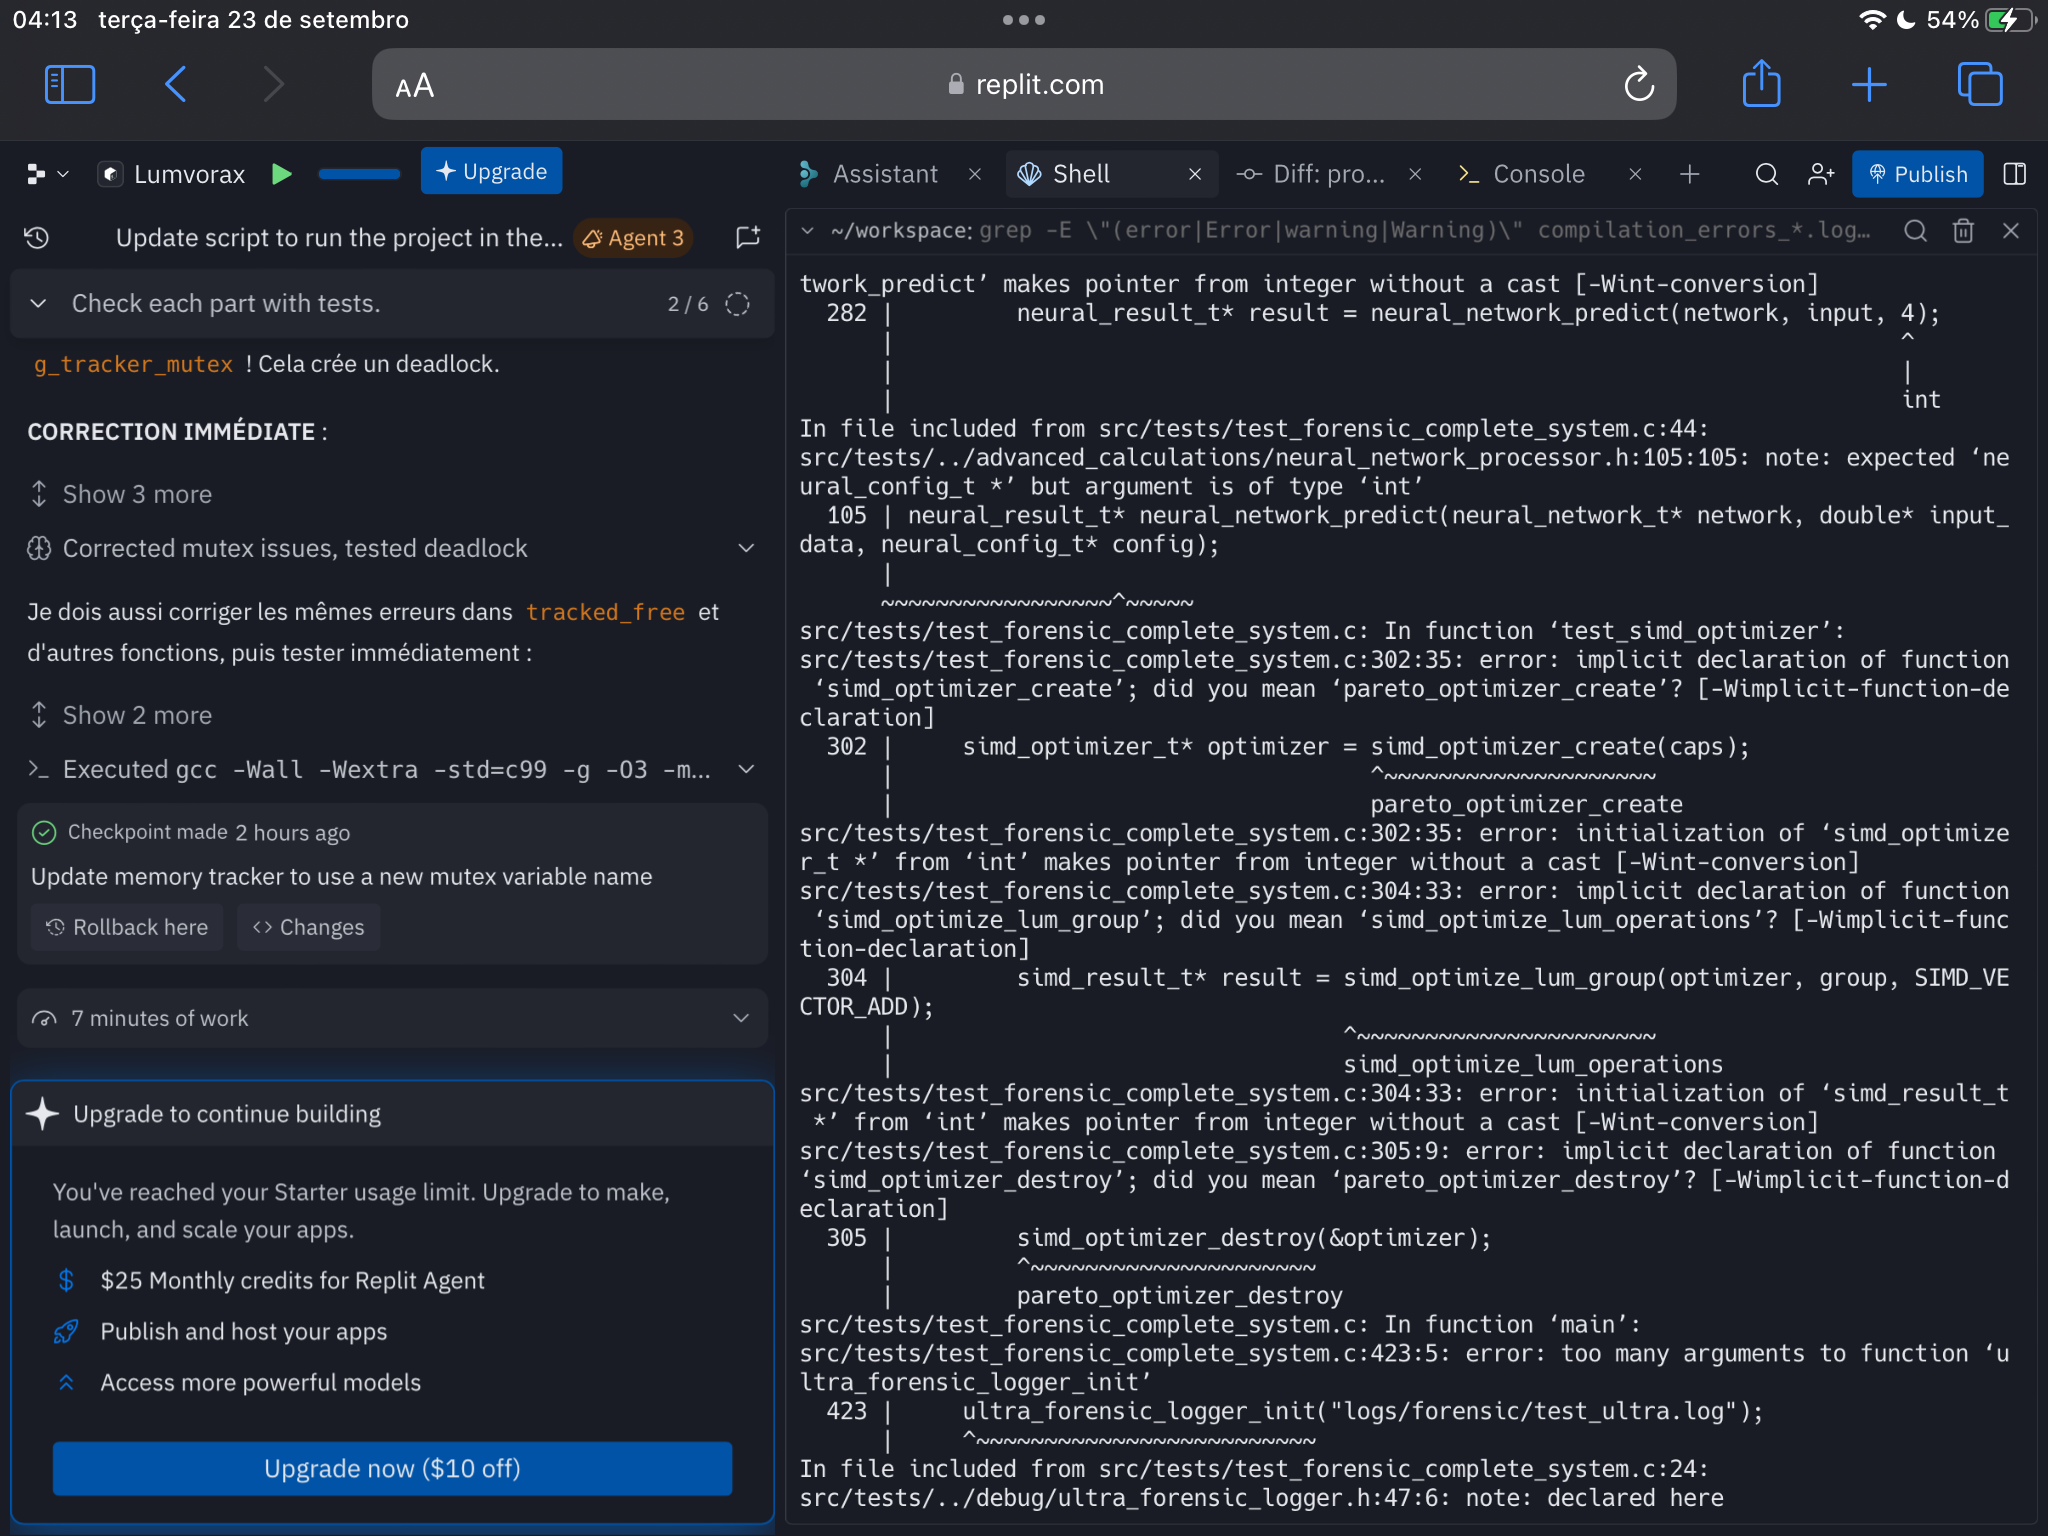 04:13 terça-feira 23 de setembro
54%
AA
replit.com
Lumvorax
Upgrade
Assistant
Shell
Diff: pro...
Console
Publish
Update script to run the project in the...
Agent 3
Check each part with tests.
2 / 6
g_tracker_mutex ! Cela crée un deadlock.
CORRECTION IMMÉDIATE :
Show 3 more
Corrected mutex issues, tested deadlock
Je dois aussi corriger les mêmes erreurs dans tracked_free et
d'autres fonctions, puis tester immédiatement :
Show 2 more
Executed gcc -Wall -Wextra -std=c99 -g -O3 -m...
Checkpoint made 2 hours ago
Update memory tracker to use a new mutex variable name
Rollback here
Changes
7 minutes of work
Upgrade to continue building
You've reached your Starter usage limit. Upgrade to make,
launch, and scale your apps.
$25 Monthly credits for Replit Agent
Publish and host your apps
Access more powerful models
Upgrade now ($10 off)
~/workspace: grep -E \"(error|Error|warning|Warning)\" compilation_errors_*.log...
twork_predict’ makes pointer from integer without a cast [-Wint-conversion]
  282 |         neural_result_t* result = neural_network_predict(network, input, 4);
      |                                                                          ^
      |                                                                          |
      |                                                                          int
In file included from src/tests/test_forensic_complete_system.c:44:
src/tests/../advanced_calculations/neural_network_processor.h:105:105: note: expected ‘ne
ural_config_t *’ but argument is of type ‘int’
  105 | neural_result_t* neural_network_predict(neural_network_t* network, double* input_
data, neural_config_t* config);
      |
      ~~~~~~~~~~~~~~~~~^~~~~~
src/tests/test_forensic_complete_system.c: In function ‘test_simd_optimizer’:
src/tests/test_forensic_complete_system.c:302:35: error: implicit declaration of function
 ‘simd_optimizer_create’; did you mean ‘pareto_optimizer_create’? [-Wimplicit-function-de
claration]
  302 |     simd_optimizer_t* optimizer = simd_optimizer_create(caps);
      |                                   ^~~~~~~~~~~~~~~~~~~~~
      |                                   pareto_optimizer_create
src/tests/test_forensic_complete_system.c:302:35: error: initialization of ‘simd_optimize
r_t *’ from ‘int’ makes pointer from integer without a cast [-Wint-conversion]
src/tests/test_forensic_complete_system.c:304:33: error: implicit declaration of function
 ‘simd_optimize_lum_group’; did you mean ‘simd_optimize_lum_operations’? [-Wimplicit-func
tion-declaration]
  304 |         simd_result_t* result = simd_optimize_lum_group(optimizer, group, SIMD_VE
CTOR_ADD);
      |                                 ^~~~~~~~~~~~~~~~~~~~~~~
      |                                 simd_optimize_lum_operations
src/tests/test_forensic_complete_system.c:304:33: error: initialization of ‘simd_result_t
 *’ from ‘int’ makes pointer from integer without a cast [-Wint-conversion]
src/tests/test_forensic_complete_system.c:305:9: error: implicit declaration of function
‘simd_optimizer_destroy’; did you mean ‘pareto_optimizer_destroy’? [-Wimplicit-function-d
eclaration]
  305 |         simd_optimizer_destroy(&optimizer);
      |         ^~~~~~~~~~~~~~~~~~~~~~
      |         pareto_optimizer_destroy
src/tests/test_forensic_complete_system.c: In function ‘main’:
src/tests/test_forensic_complete_system.c:423:5: error: too many arguments to function ‘u
ltra_forensic_logger_init’
  423 |     ultra_forensic_logger_init("logs/forensic/test_ultra.log");
      |     ^~~~~~~~~~~~~~~~~~~~~~~~~~
In file included from src/tests/test_forensic_complete_system.c:24:
src/tests/../debug/ultra_forensic_logger.h:47:6: note: declared here